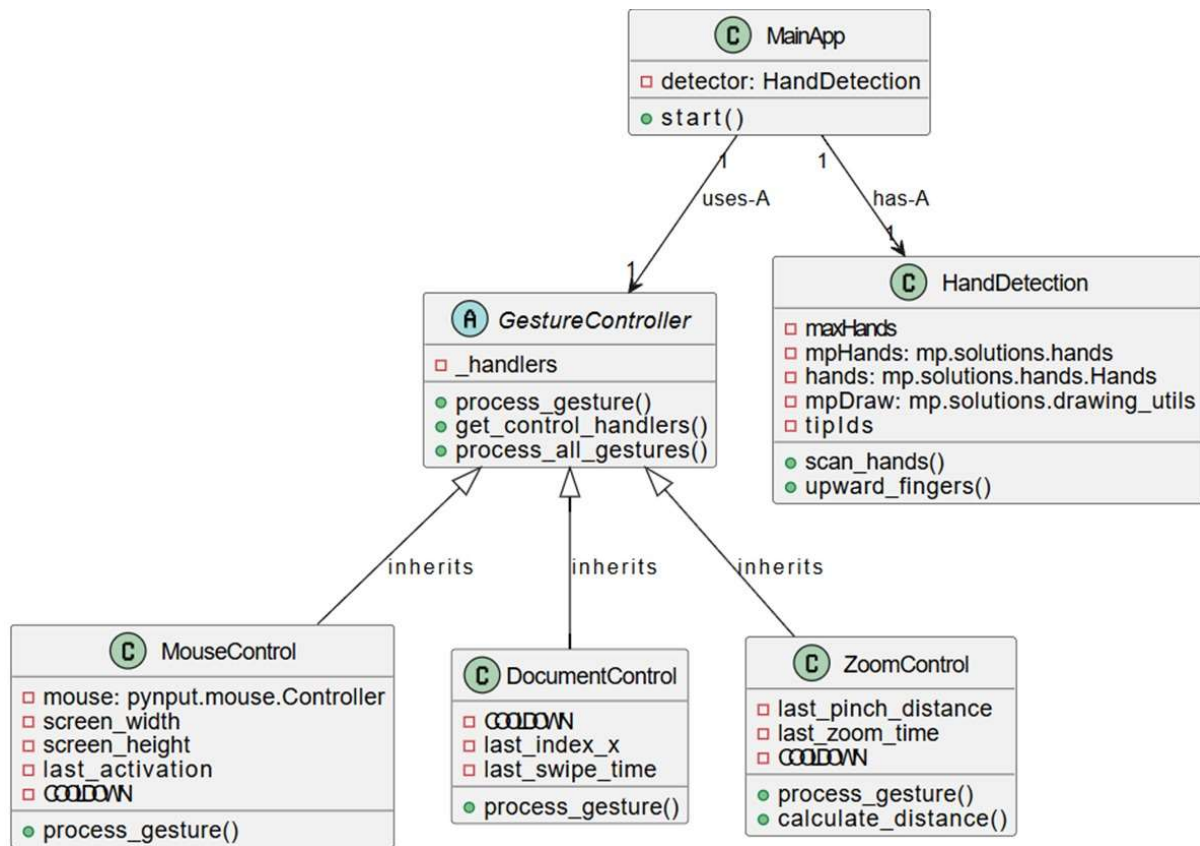 C MainApp
detector: HandDetection
start()
1 1
uses-A has-A
1 1
A GestureController
_handlers
process_gesture()
get_control_handlers()
process_all_gestures()
C HandDetection
maxHands
mpHands: mp.solutions.hands
hands: mp.solutions.hands.Hands
mpDraw: mp.solutions.drawing_utils
tipIds
scan_hands()
upward_fingers()
inherits inherits inherits
C MouseControl
mouse: pynput.mouse.Controller
screen_width
screen_height
last_activation
COOLDOWN
process_gesture()
C DocumentControl
COOLDOWN
last_index_x
last_swipe_time
process_gesture()
C ZoomControl
last_pinch_distance
last_zoom_time
COOLDOWN
process_gesture()
calculate_distance()